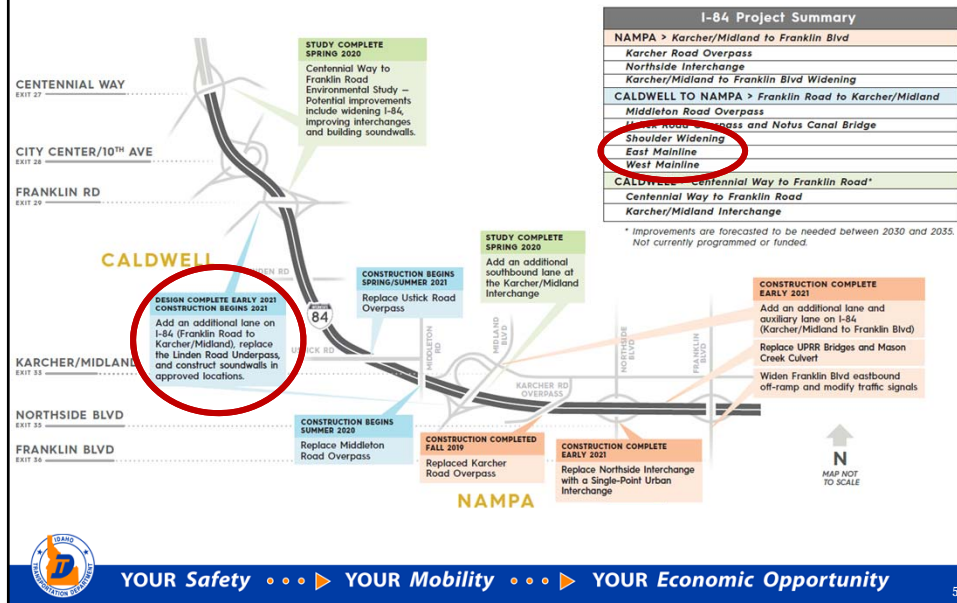 I-84 Project Summary
NAMPA > Karcher/Midland to Franklin Blvd
Karcher Road Overpass
Northside Interchange
Karcher/Midland to Franklin Blvd Widening
CALDWELL TO NAMPA > Franklin Road to Karcher/Midland
Middleton Road Overpass
Ustick Road Overpass and Notus Canal Bridge
Shoulder Widening
East Mainline
West Mainline
CALDWELL > Centennial Way to Franklin Road*
Centennial Way to Franklin Road
Karcher/Midland Interchange
* Improvements are forecasted to be needed between 2030 and 2035.
Not currently programmed or funded.
STUDY COMPLETE
SPRING 2020
Centennial Way to
Franklin Road
Environmental Study –
Potential improvements
include widening I-84,
improving interchanges
and building soundwalls.
CENTENNIAL WAY
EXIT 27
CITY CENTER/10TH AVE
EXIT 28
FRANKLIN RD
EXIT 29
CALDWELL
LINDEN RD
DESIGN COMPLETE EARLY 2021
CONSTRUCTION BEGINS 2021
Add an additional lane on
I-84 (Franklin Road to
Karcher/Midland), replace
the Linden Road Underpass,
and construct soundwalls in
approved locations.
84
CONSTRUCTION BEGINS
SPRING/SUMMER 2021
Replace Ustick Road
Overpass
STUDY COMPLETE
SPRING 2020
Add an additional
southbound lane at
the Karcher/Midland
Interchange
CONSTRUCTION COMPLETE
EARLY 2021
Add an additional lane and
auxiliary lane on I-84
(Karcher/Midland to Franklin Blvd)
Replace UPRR Bridges and Mason
Creek Culvert
Widen Franklin Blvd eastbound
off-ramp and modify traffic signals
USTICK RD
MIDDLETON
RD
MIDLAND
BLVD
NORTHSIDE
BLVD
FRANKLIN
BLVD
KARCHER RD
OVERPASS
KARCHER/MIDLAND
EXIT 33
NORTHSIDE BLVD
EXIT 35
FRANKLIN BLVD
EXIT 36
CONSTRUCTION BEGINS
SUMMER 2020
Replace Middleton
Road Overpass
CONSTRUCTION COMPLETED
FALL 2019
Replaced Karcher
Road Overpass
CONSTRUCTION COMPLETE
EARLY 2021
Replace Northside Interchange
with a Single-Point Urban
Interchange
NAMPA
N
MAP NOT
TO SCALE
IDAHO
TRANSPORTATION DEPARTMENT
YOUR Safety YOUR Mobility YOUR Economic Opportunity
5